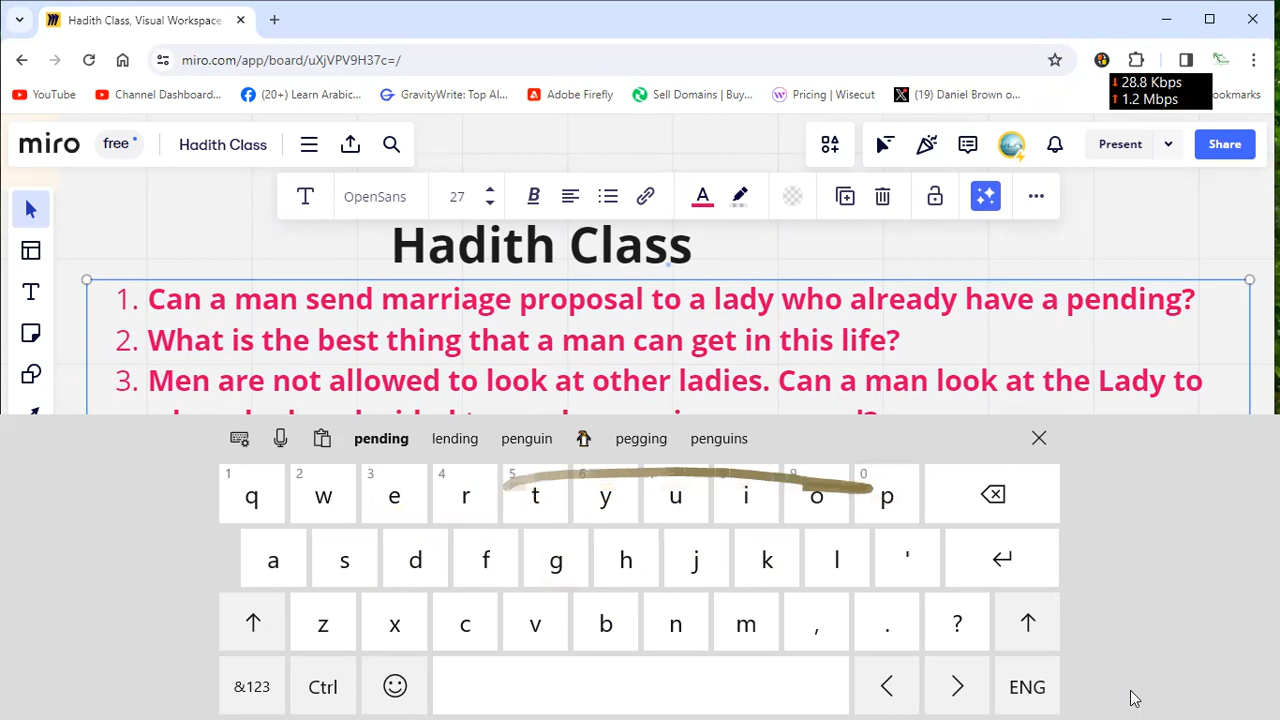 Hadith Class, Visual Workspace
miro.com/app/board/uXjVPV9H37c=/
YouTube Channel Dashboard... (20+) Learn Arabic... GravityWriter - AI... Adobe Firefly Sell Domains | Buy... Pricing | Wisecut (19) Daniel Brown o... ookmarks
↓ 28.8 Kbps
↑ 1.2 Mbps
miro free Hadith Class Present Share
T OpenSans 27 B A
Hadith Class
1. Can a man send marriage proposal to a lady who already have a pending?
2. What is the best thing that a man can get in this life?
3. Men are not allowed to look at other ladies. Can a man look at the Lady to
pending lending penguin pegging penguins
1 2 3 4 5 6 0
q w e r t y u i o p
a s d f g h j k l '
z x c v b n m , . ?
&123 Ctrl < > ENG